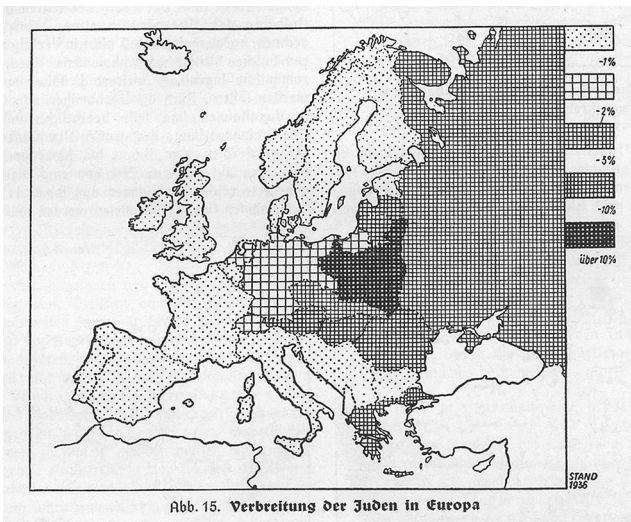 -1%
-2%
-5%
-10%
über 10%
STAND
1936
Abb. 15. Verbreitung der Juden in Europa